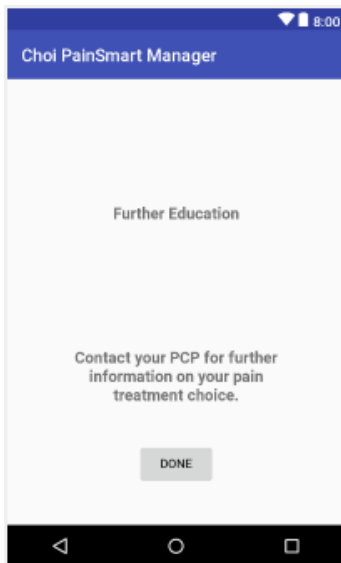 8:00
Choi PainSmart Manager
Further Education
Contact your PCP for further
information on your pain
treatment choice.
DONE